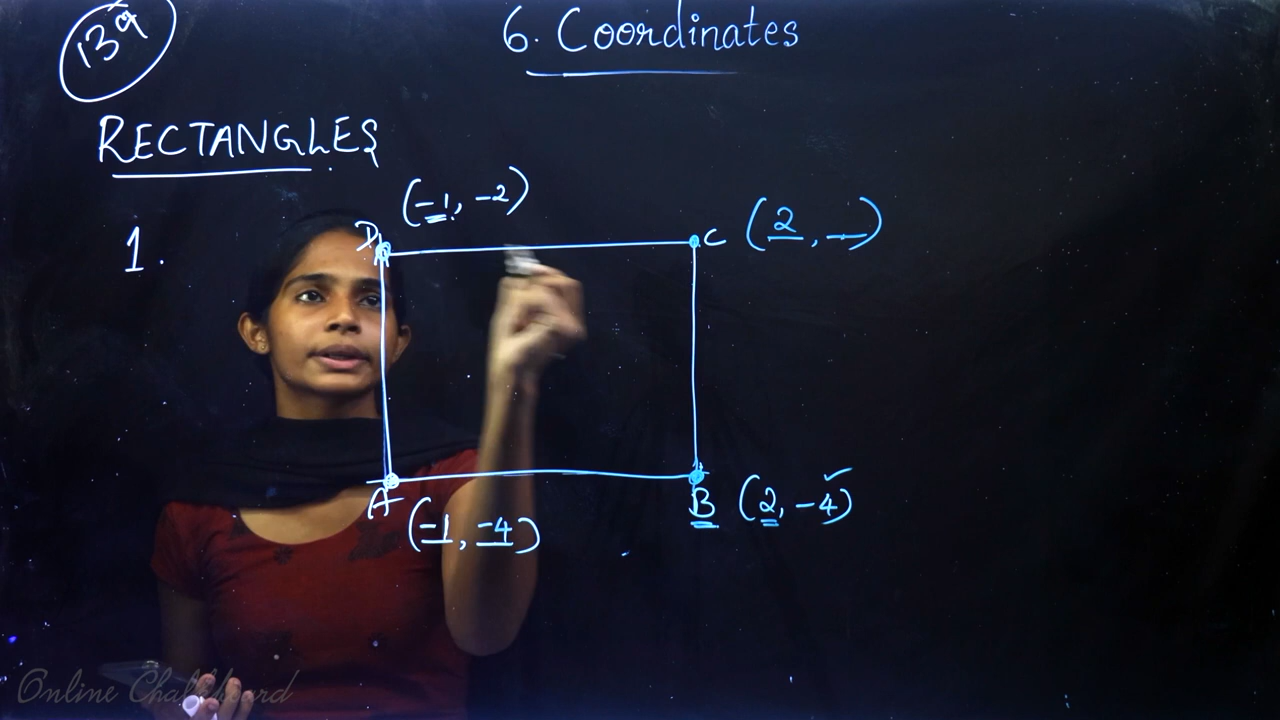 139
6. Coordinates
RECTANGLES
1.
(-1, -2)
D
C (2, _)
A
(-1, -4)
B (2, -4)
Online Chalkboard